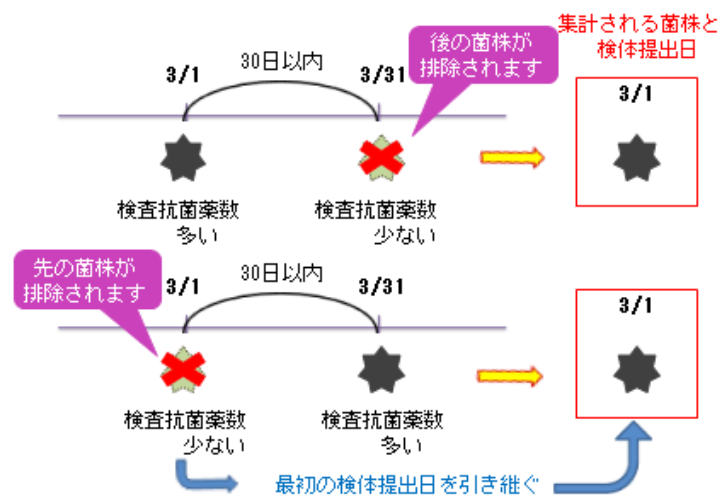 集計される菌株と
検体提出日
後の菌株が
排除されます
30日以内
3/1
3/31
3/1
検査抗菌薬数
多い
検査抗菌薬数
少ない
先の菌株が
排除されます
30日以内
3/1
3/31
3/1
検査抗菌薬数
少ない
検査抗菌薬数
多い
最初の検体提出日を引き継ぐ